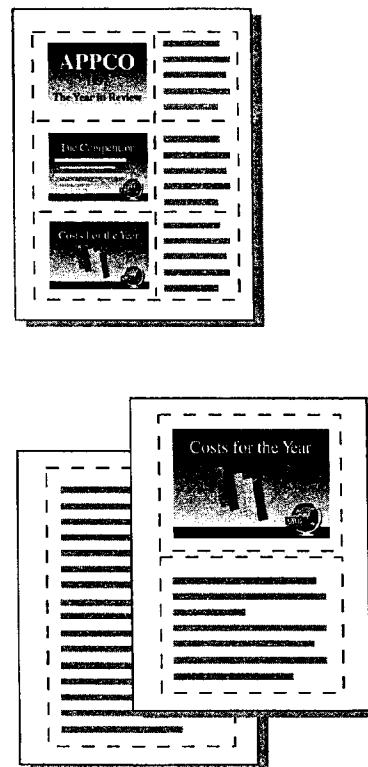 APPCO
The Year in Review
The Competition
Costs for the Year
Costs for the Year